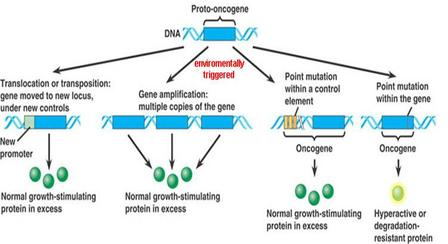 Proto-oncogene
DNA
enviromentally
triggered
Translocation or transposition:
gene moved to new locus,
under new controls
Gene amplification:
multiple copies of the gene
Point mutation
within a control
element
Point mutation
within the gene
New
promoter
Oncogene
Oncogene
Normal growth-stimulating
protein in excess
Normal growth-stimulating
protein in excess
Normal growth-stimulating
protein in excess
Hyperactive or
degradation-
resistant protein